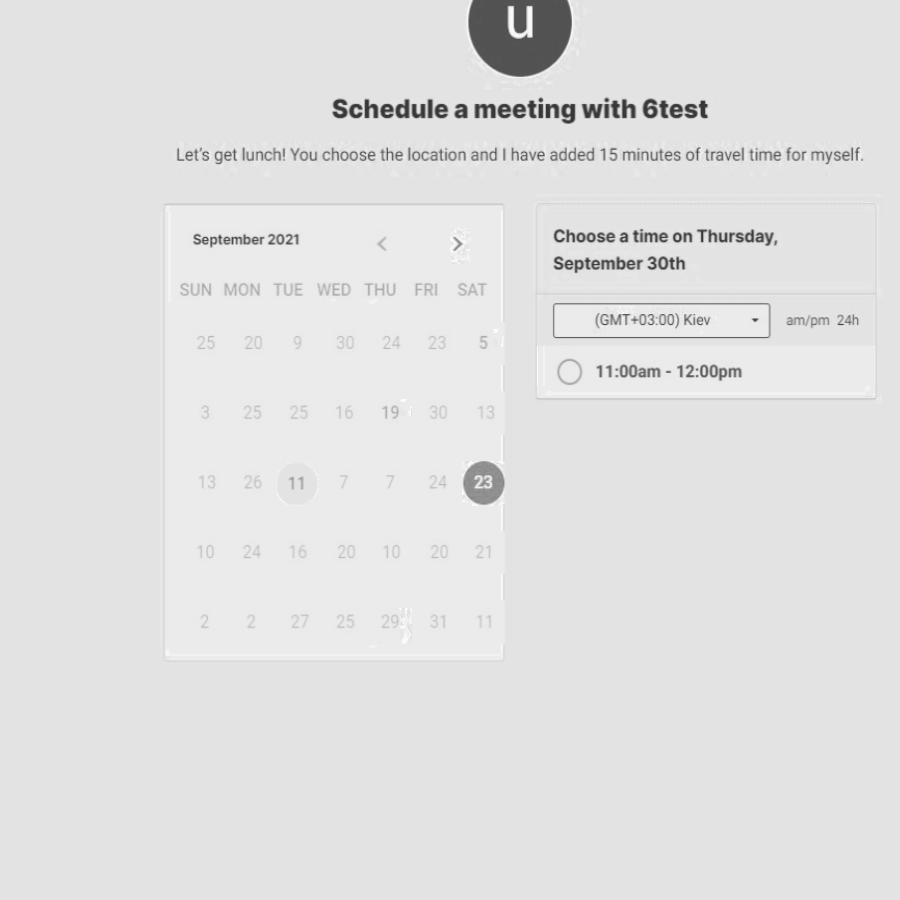 u
Schedule a meeting with 6test
Let's get lunch! You choose the location and I have added 15 minutes of travel time for myself.
September 2021
SUN MON TUE WED THU FRI SAT
25 20 9 30 24 23 5
3 25 25 16 19 30 13
13 26 11 7 7 24 23
10 24 16 20 10 20 21
2 2 27 25 29 31 11
Choose a time on Thursday,
September 30th
(GMT+03:00) Kiev am/pm 24h
11:00am - 12:00pm